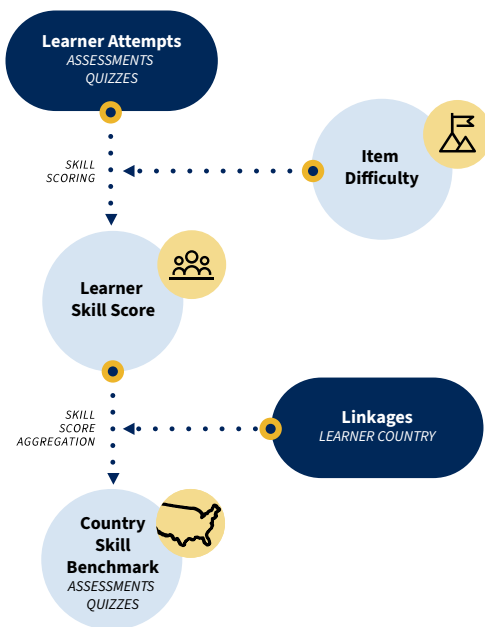 Learner Attempts
ASSESSMENTS
QUIZZES
SKILL
SCORING
Item
Difficulty
Learner
Skill Score
SKILL
SCORE
AGGREGATION
Linkages
LEARNER COUNTRY
Country
Skill
Benchmark
ASSESSMENTS
QUIZZES